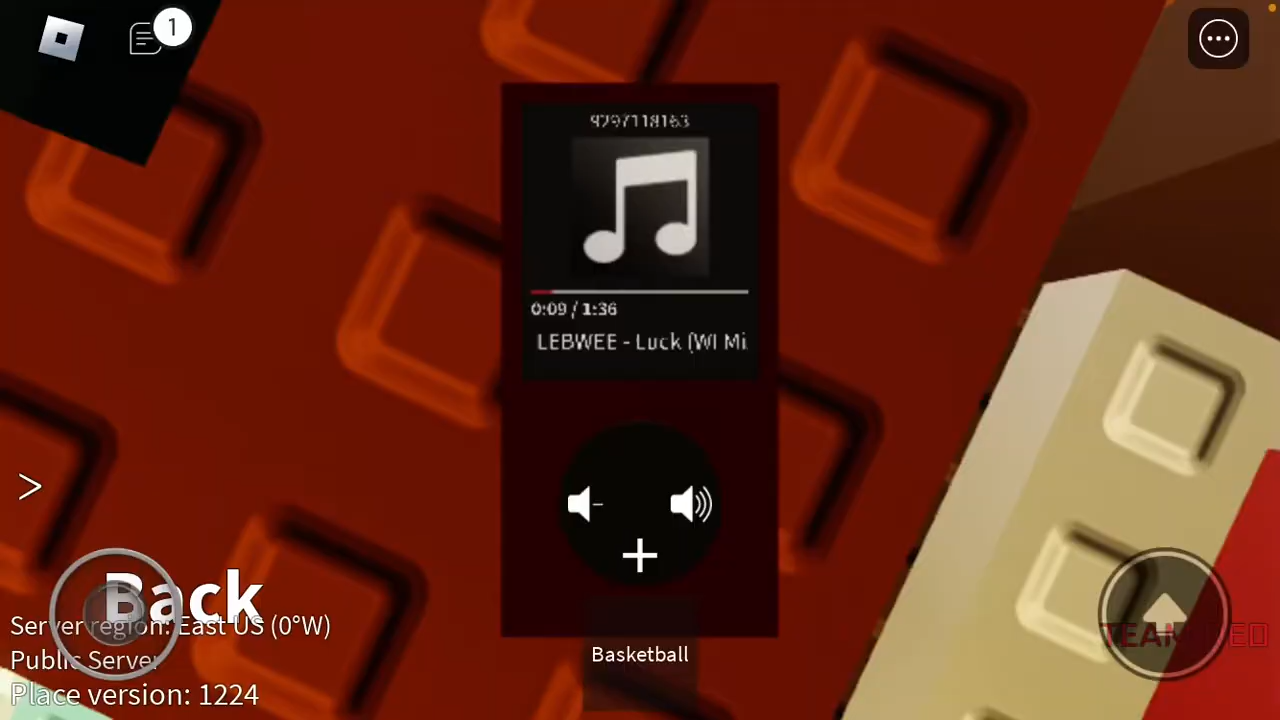 1
9297118163
0:09 / 1:36
LEBWEE - Luck (WI Mi
>
Back
Server region: East US (0°W)
Public Server
Place version: 1224
Basketball